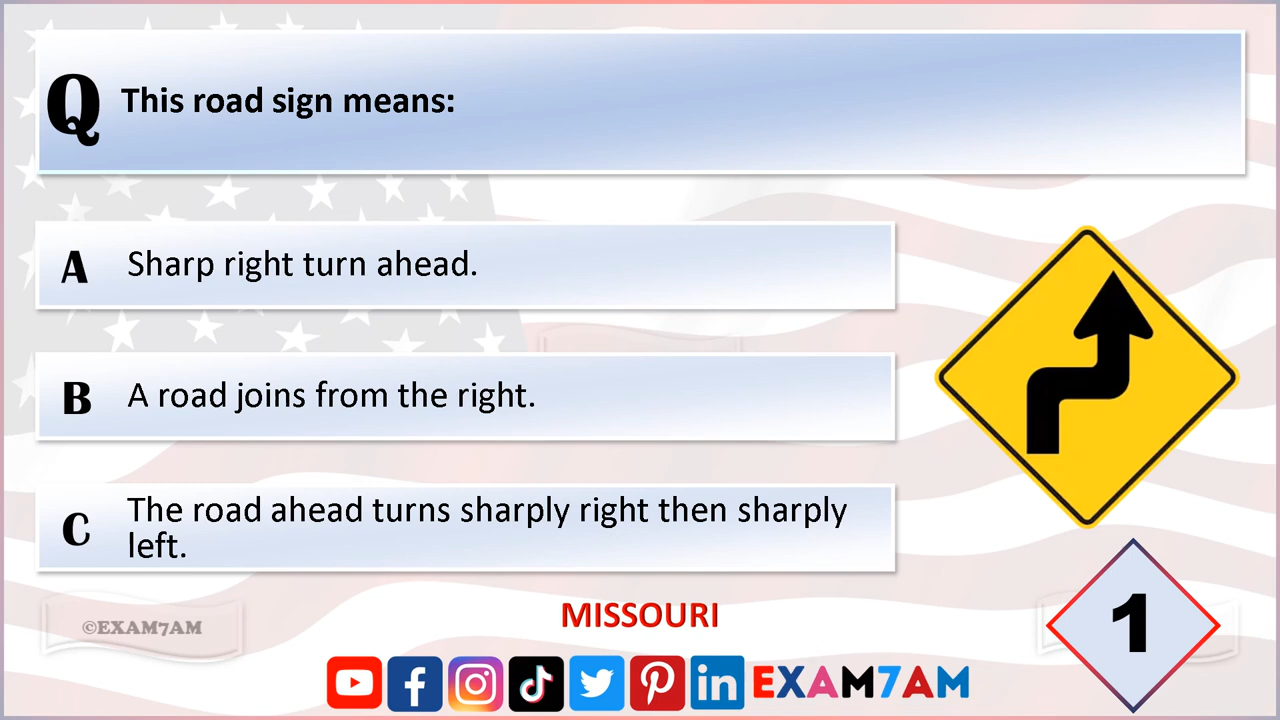 Q This road sign means:
A Sharp right turn ahead.
B A road joins from the right.
C The road ahead turns sharply right then sharply
left.
MISSOURI
©EXAM7AM
1
in EXAM7AM